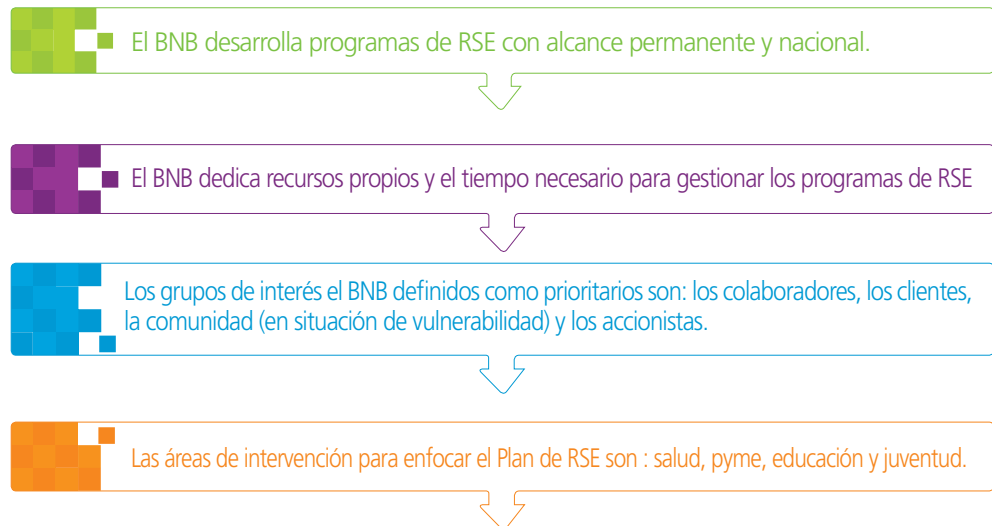 El BNB desarrolla programas de RSE con alcance permanente y nacional.
El BNB dedica recursos propios y el tiempo necesario para gestionar los programas de RSE
Los grupos de interés el BNB definidos como prioritarios son: los colaboradores, los clientes,
la comunidad (en situación de vulnerabilidad) y los accionistas.
Las áreas de intervención para enfocar el Plan de RSE son : salud, pyme, educación y juventud.